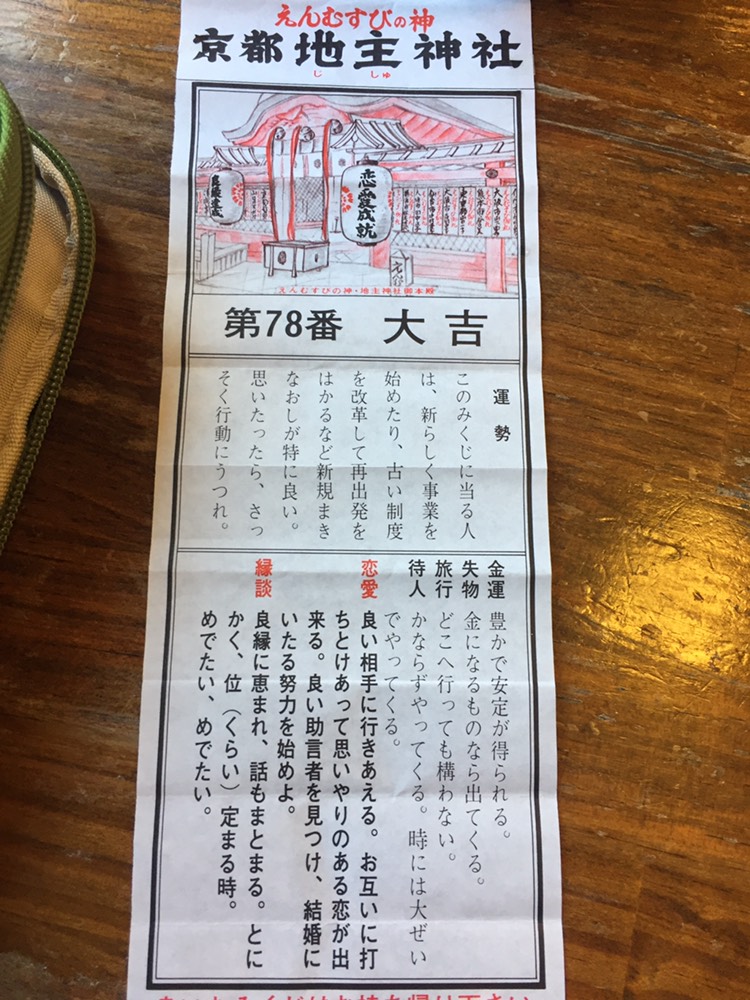 えんむすびの神
京都地主神社
じしゅ
良縁達成
恋愛成就
えんむすびの神・地主神社御本殿
第78番 大吉
運勢
このみくじに当る人
は、新らしく事業を
始めたり、古い制度
を改革して再出発を
はかるなど新規まき
なおしが特に良い。
思いたったら、さっ
そく行動にうつれ。
金運 豊かで安定が得られる。
失物 金になるものなら出てくる。
旅行 どこへ行っても構わない。
待人 かならずやってくる。時には大ぜい
でやってくる。
恋愛 良い相手に行きあえる。お互いに打
ちとけあって思いやりのある恋が出
来る。良い助言者を見つけ、結婚に
いたる努力を始めよ。
縁談 良縁に恵まれ、話もまとまる。とに
かく、位（くらい）定まる時。
めでたい、めでたい。